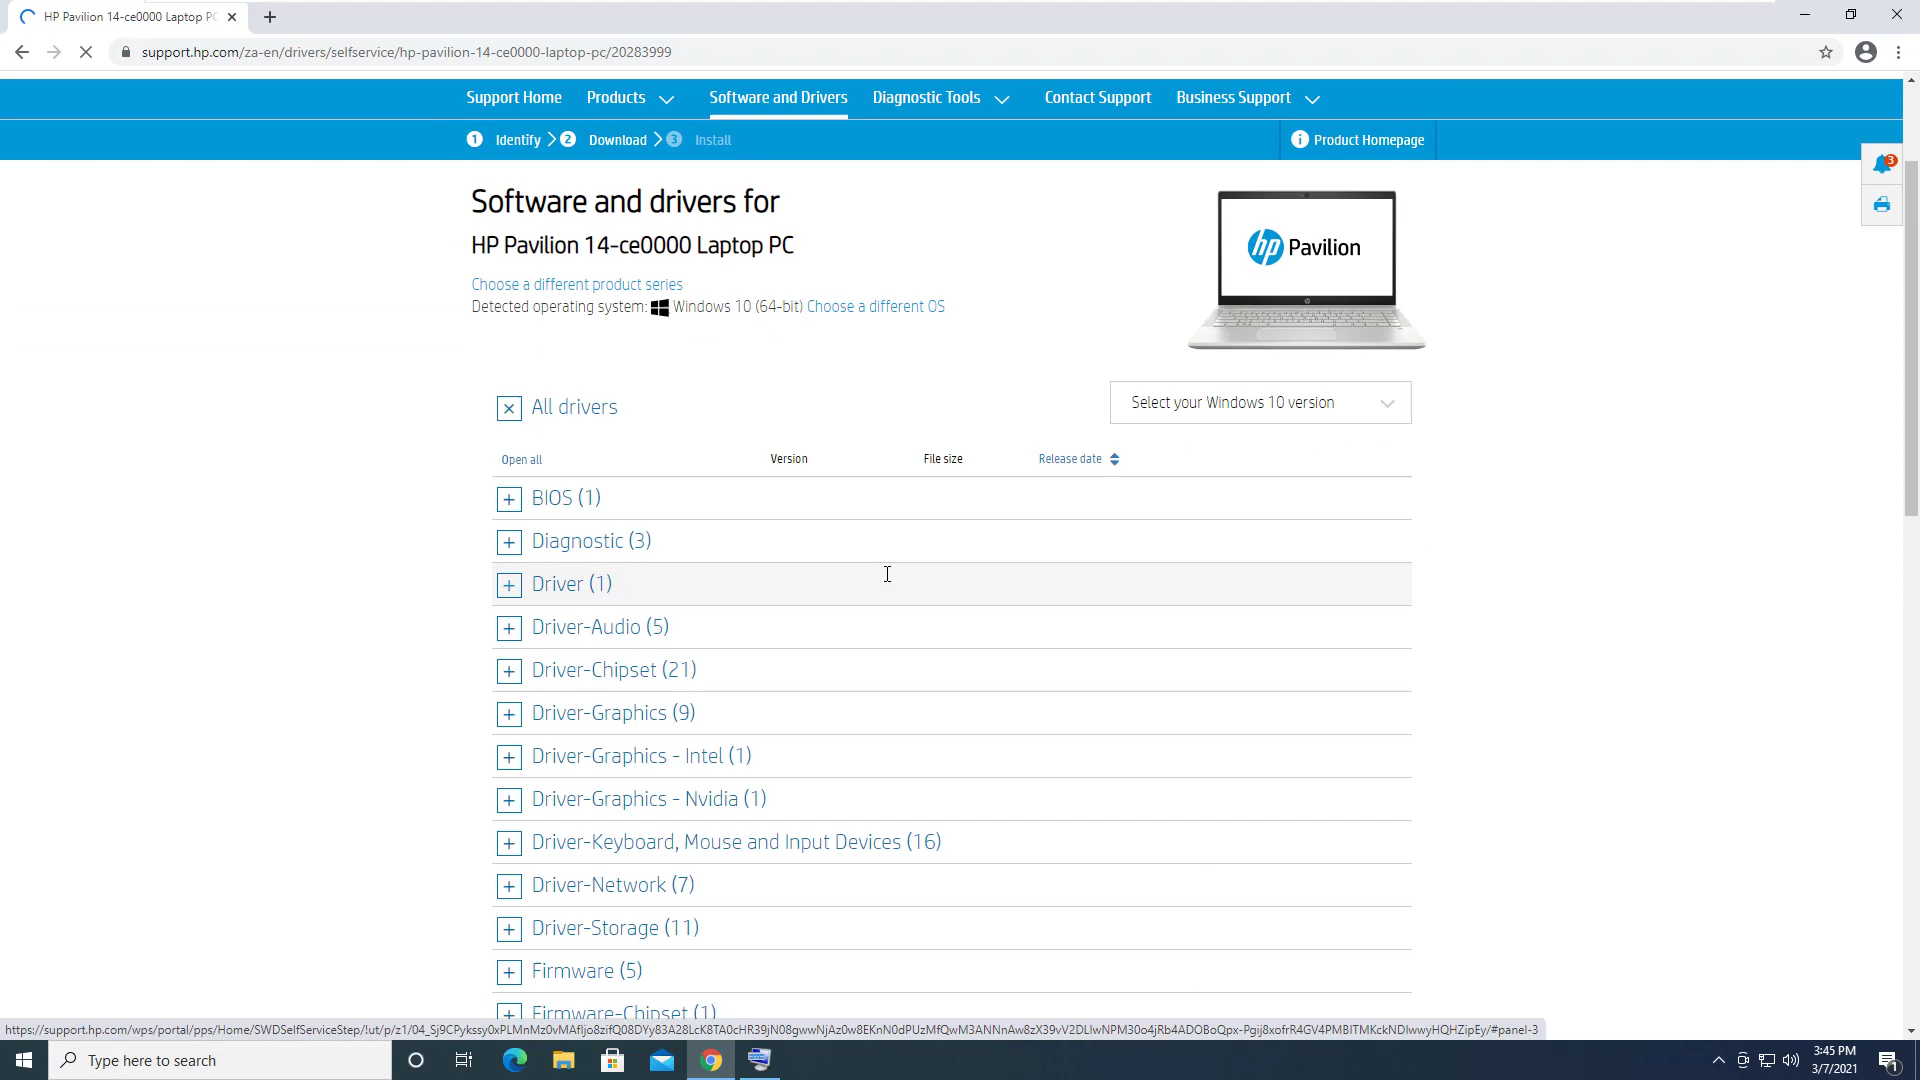 HP Pavilion 14-ce0000 Laptop PC
support.hp.com/za-en/drivers/selfservice/hp-pavilion-14-ce0000-laptop-pc/20283999
Support Home Products Software and Drivers Diagnostic Tools Contact Support Business Support
1 Identify 2 Download 3 Install Product Homepage
3
Software and drivers for
HP Pavilion 14-ce0000 Laptop PC
hp Pavilion
Choose a different product series
Detected operating system: Windows 10 (64-bit) Choose a different OS
All drivers Select your Windows 10 version
Open all Version File size Release date
BIOS (1)
Diagnostic (3)
Driver (1)
Driver-Audio (5)
Driver-Chipset (21)
Driver-Graphics (9)
Driver-Graphics - Intel (1)
Driver-Graphics - Nvidia (1)
Driver-Keyboard, Mouse and Input Devices (16)
Driver-Network (7)
Driver-Storage (11)
Firmware (5)
Firmware-Chipset (1)
Type here to search
3:45 PM
3/7/2021
1